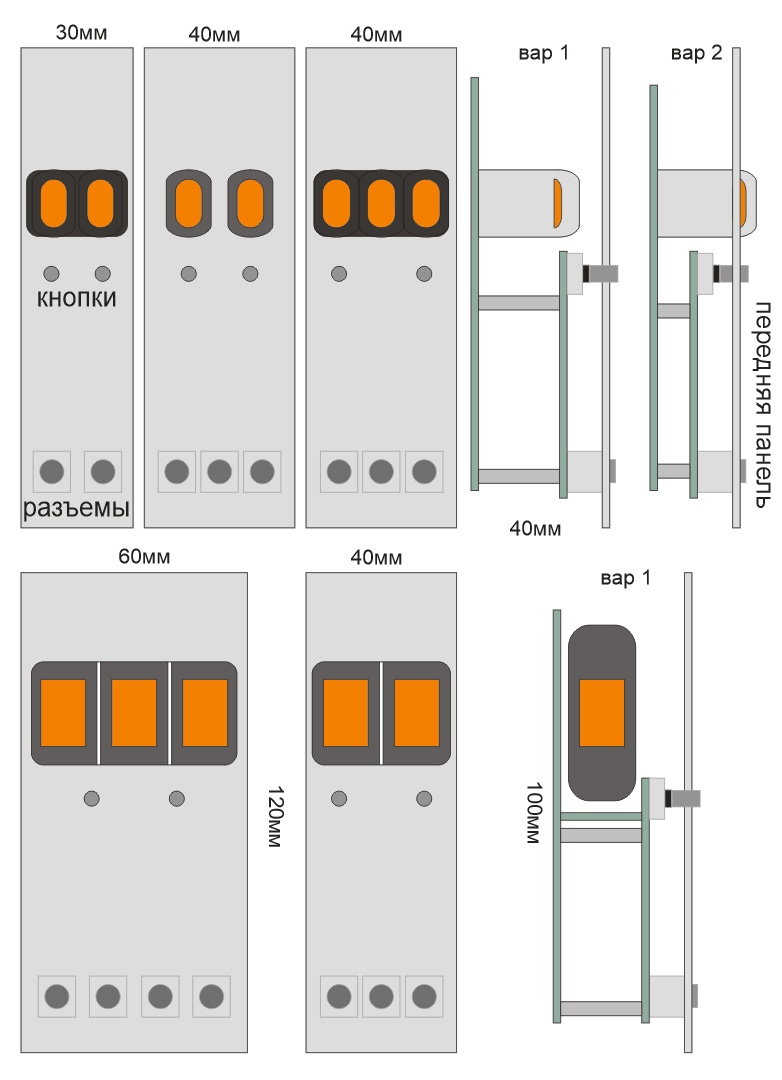 30мм
40мм
40мм
вар 1
вар 2
кнопки
передняя панель
разъемы
40мм
60мм
40мм
вар 1
120мм
100мм